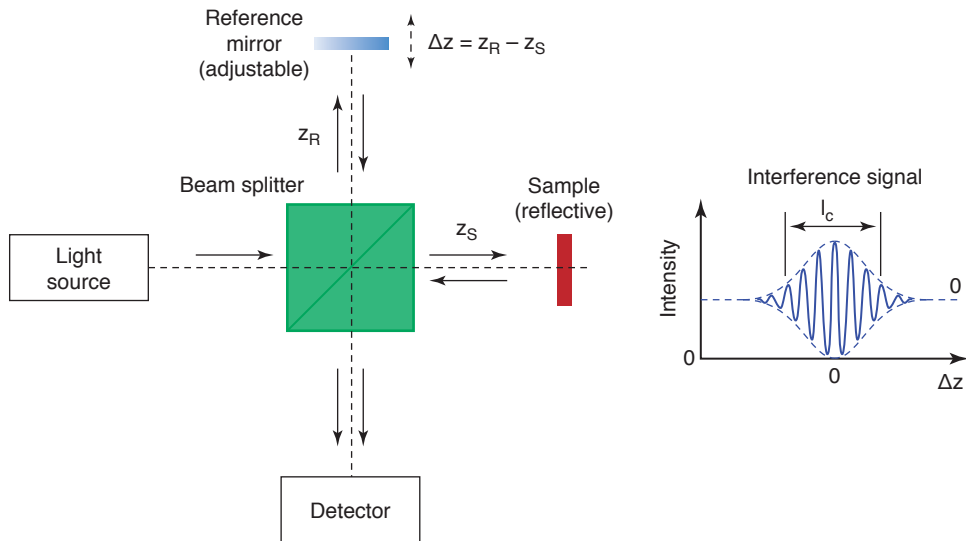 Reference
mirror
(adjustable)
Δz = z_R – z_S
z_R
Beam splitter
Sample
(reflective)
z_S
Light
source
Detector
Interference signal
l_c
Intensity
0
0
0
Δz